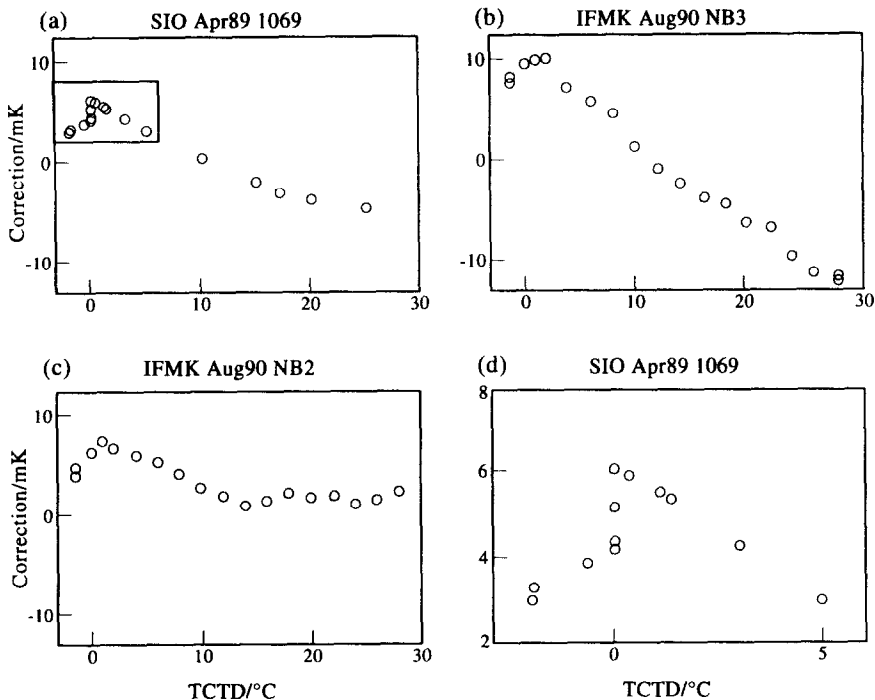 (a) SIO Apr89 1069
10
0
-10
Correction/mK
0 10 20 30
(b) IFMK Aug90 NB3
10
0
-10
0 10 20 30
(c) IFMK Aug90 NB2
10
0
-10
Correction/mK
0 10 20 30
TCTD/°C
(d) SIO Apr89 1069
8
6
4
2
0 5
TCTD/°C